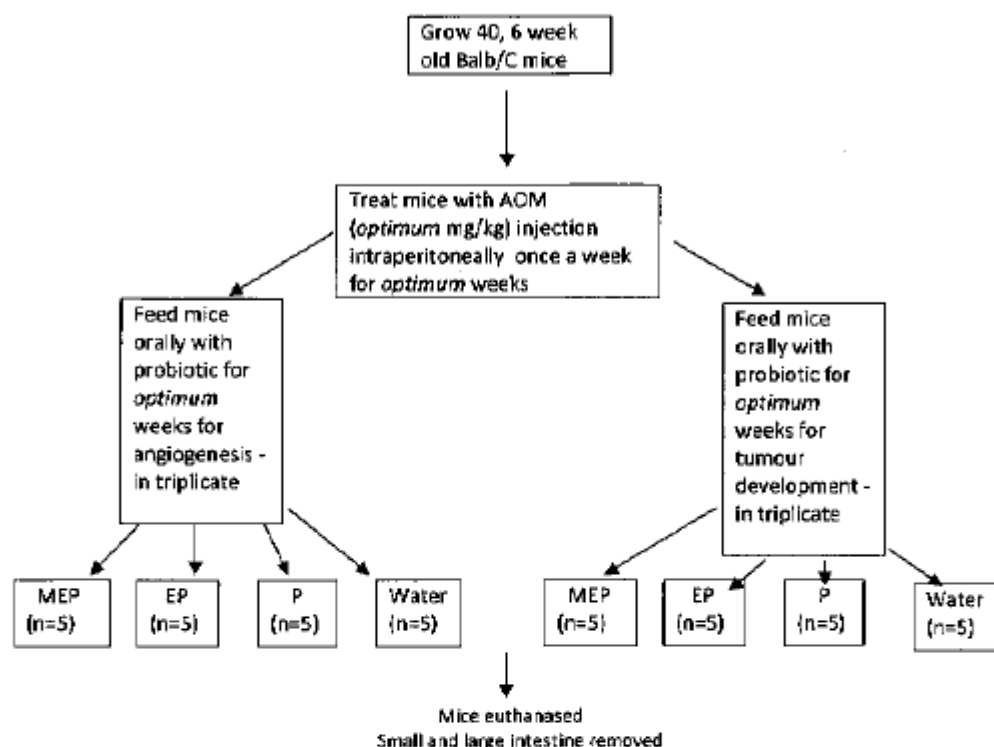 Grow 40, 6 week
old Balb/C mice
Treat mice with AOM
(optimum mg/kg) injection
intraperitoneally once a week
for optimum weeks
Feed mice
orally with
probiotic for
optimum
weeks for
angiogenesis -
in triplicate
Feed mice
orally with
probiotic for
optimum
weeks for
tumour
development -
in triplicate
MEP
(n=5)
EP
(n=5)
P
(n=5)
Water
(n=5)
MEP
(n=5)
EP
(n=5)
P
(n=5)
Water
(n=5)
Mice euthanased
Small and large intestine removed